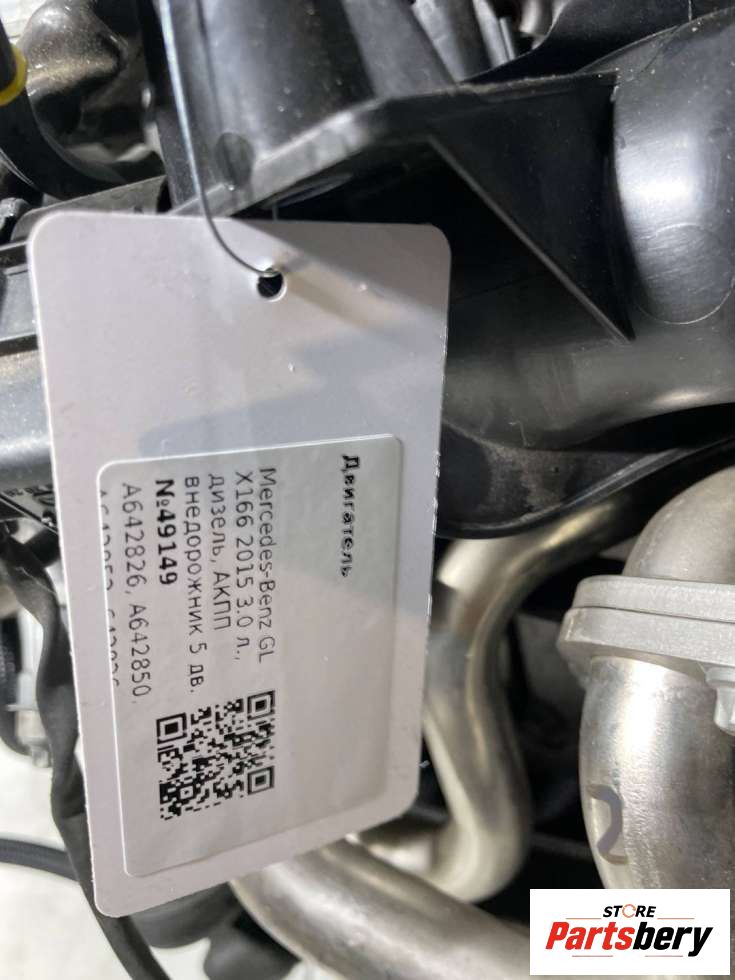 Двигатель
Mercedes-Benz GL
X166 2015 3.0 л.,
дизель, АКПП
внедорожник 5 дв.
№49149
A642826, A642850,
STORE
Partsbery